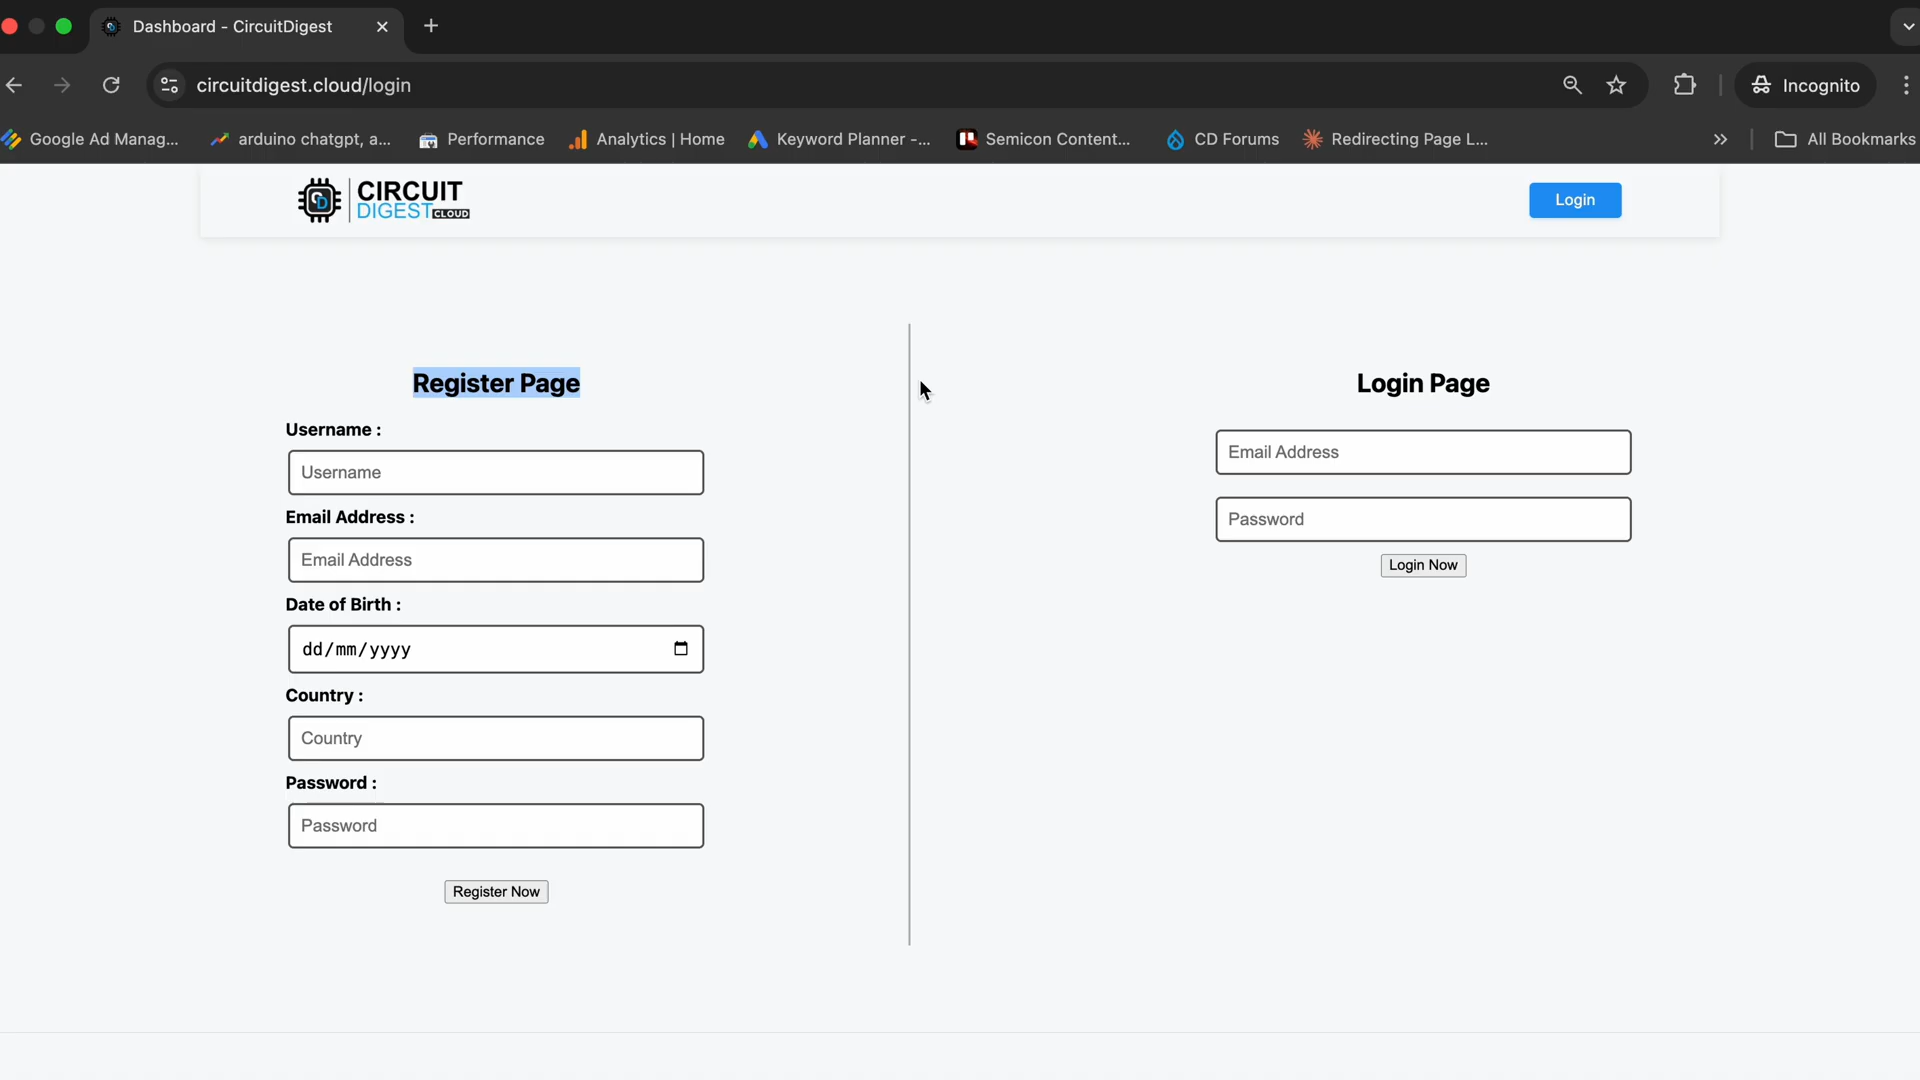 Dashboard - CircuitDigest
circuitdigest.cloud/login
Incognito
Google Ad Manag...
arduino chatgpt, a...
Performance
Analytics | Home
Keyword Planner -...
Semicon Content...
CD Forums
Redirecting Page L...
All Bookmarks
CIRCUIT
DIGEST CLOUD
Login
Register Page
Username :
Username
Email Address :
Email Address
Date of Birth :
dd/mm/yyyy
Country :
Country
Password :
Password
Register Now
Login Page
Email Address
Password
Login Now